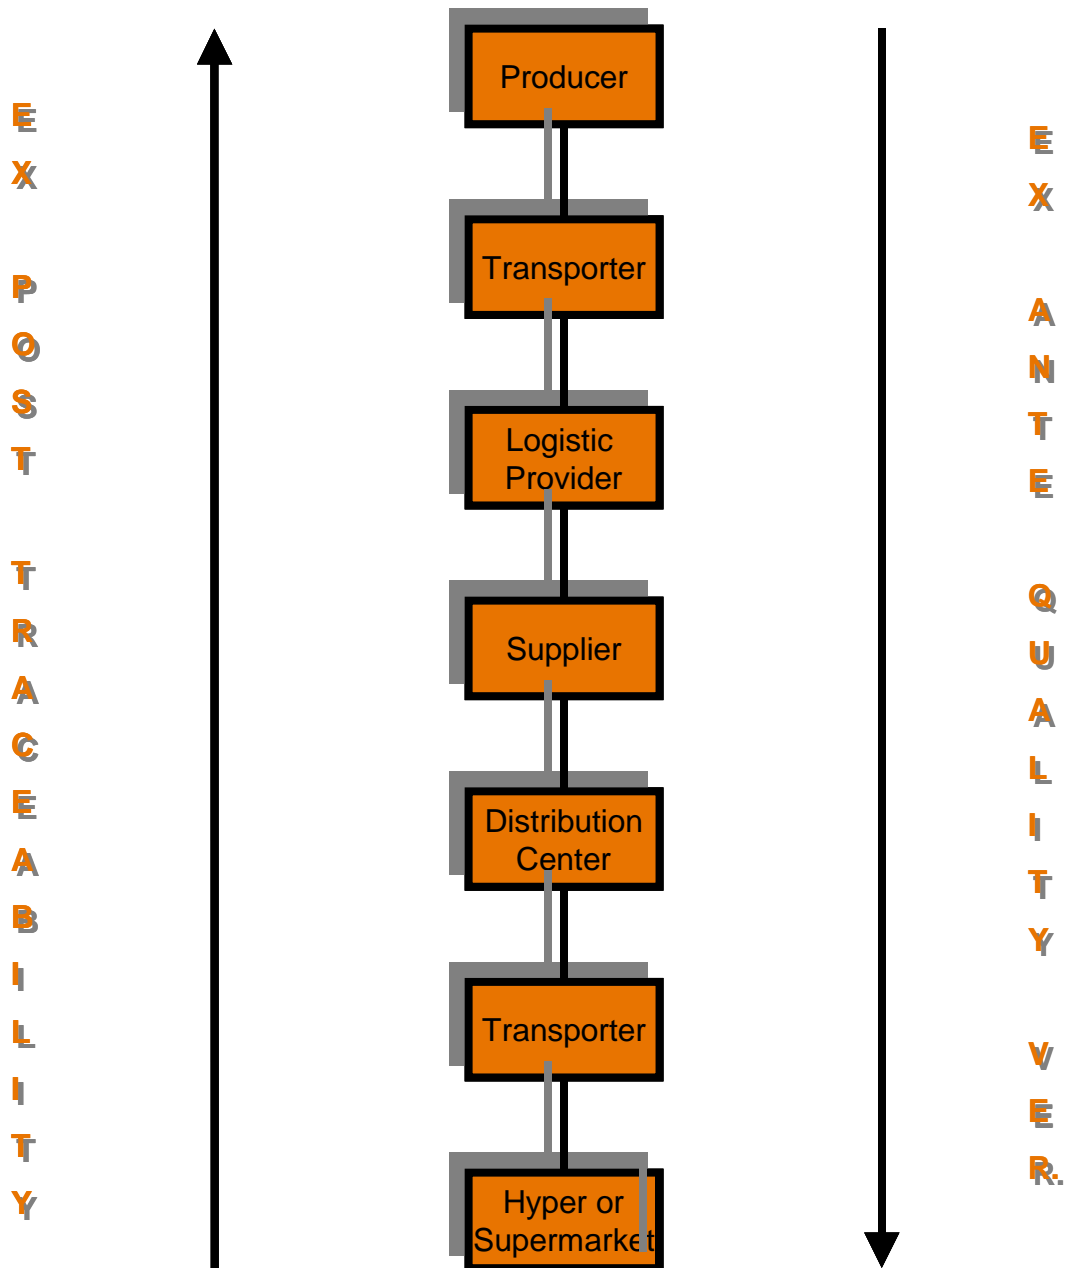 EX POST TRACEABILITY
Producer
Transporter
Logistic
Provider
Supplier
Distribution
Center
Transporter
Hyper or
Supermarket
EX ANTE QUALITY VER.